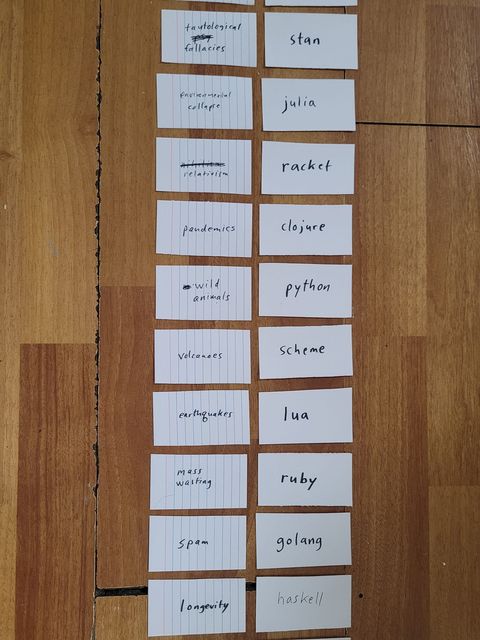 tautological
fallacies
stan
environmental
collapse
julia
relativism
racket
pandemics
clojure
wild
animals
python
volcanoes
scheme
earthquakes
lua
mass
wasting
ruby
spam
golang
longevity
haskell